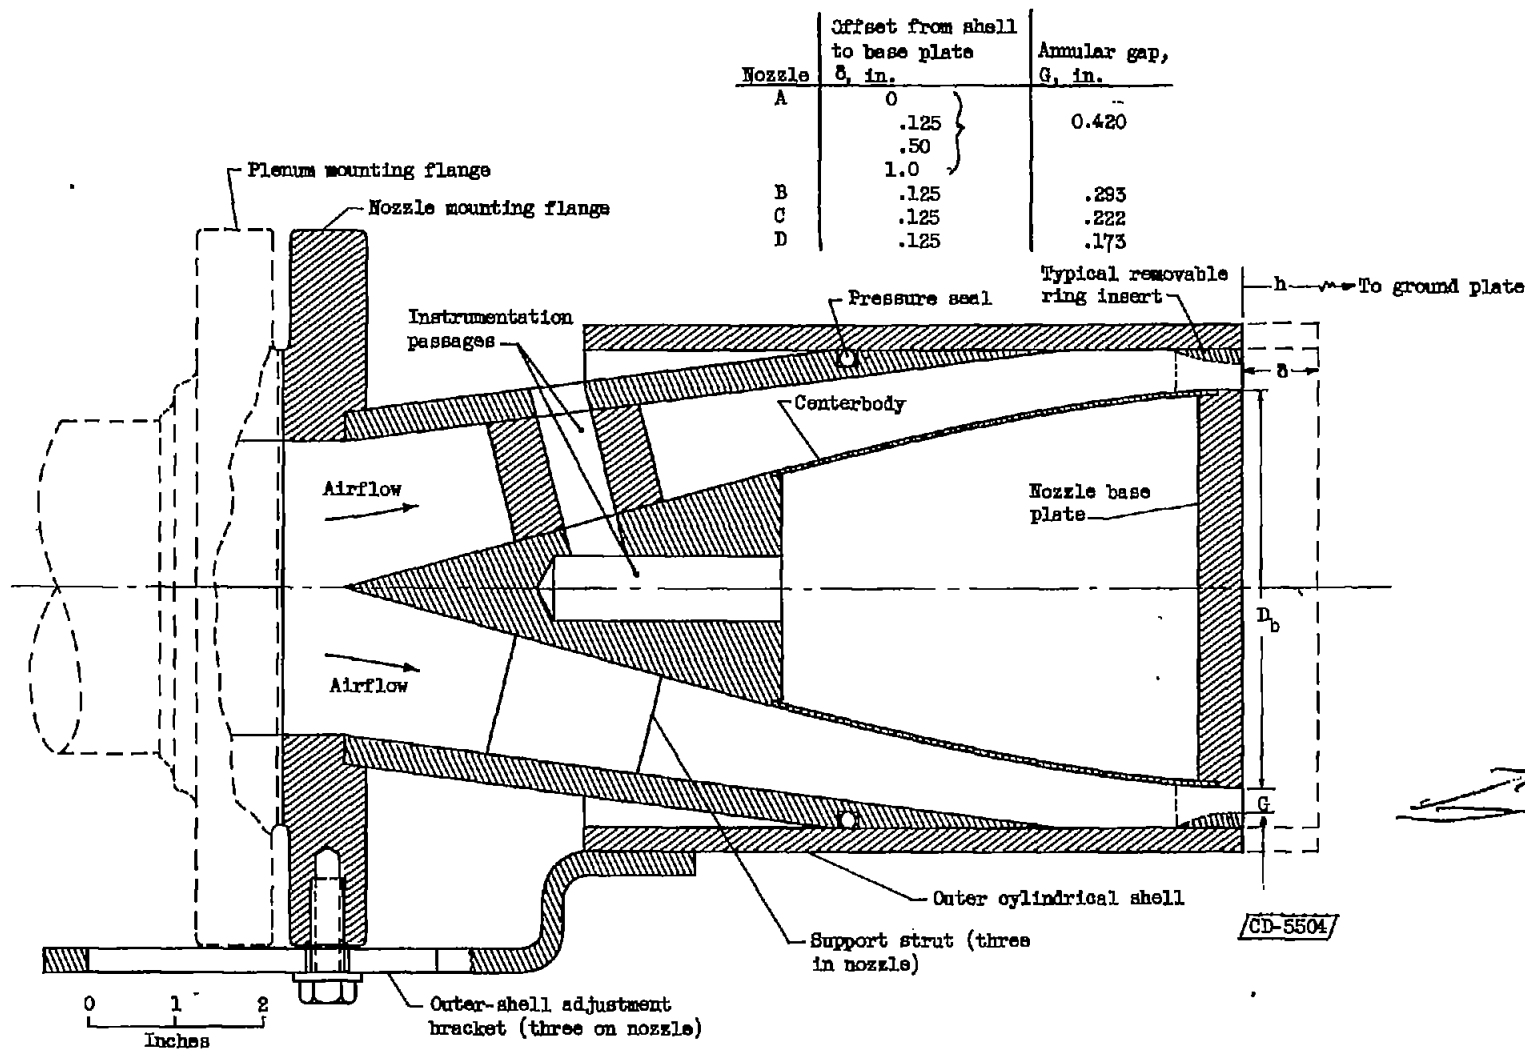 Nozzle | Offset from shell to base plate δ, in. | Annular gap, G, in.
A | 0 | 0.420
.125
.50
1.0
B | .125 | .293
C | .125 | .222
D | .125 | .173
Plenum mounting flange
Nozzle mounting flange
Typical removable
ring insert
h
To ground plate
Pressure seal
Instrumentation
passages
δ
Centerbody
Airflow
Nozzle base
plate
D_b
Airflow
G
Outer cylindrical shell
CD-5504
Support strut (three
in nozzle)
Outer-shell adjustment
bracket (three on nozzle)
0 1 2
Inches